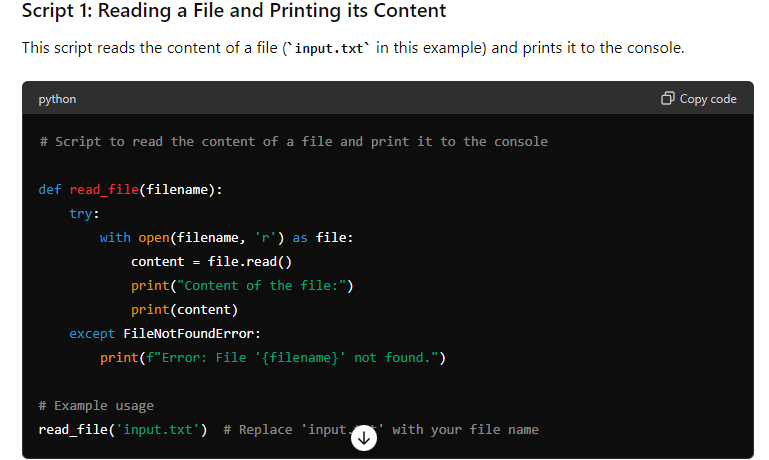 Script 1: Reading a File and Printing its Content
This script reads the content of a file (`input.txt` in this example) and prints it to the console.
python
Copy code
# Script to read the content of a file and print it to the console
def read_file(filename):
    try:
        with open(filename, 'r') as file:
            content = file.read()
            print("Content of the file:")
            print(content)
    except FileNotFoundError:
        print(f"Error: File '{filename}' not found.")
# Example usage
read_file('input.txt')  # Replace 'input. t' with your file name